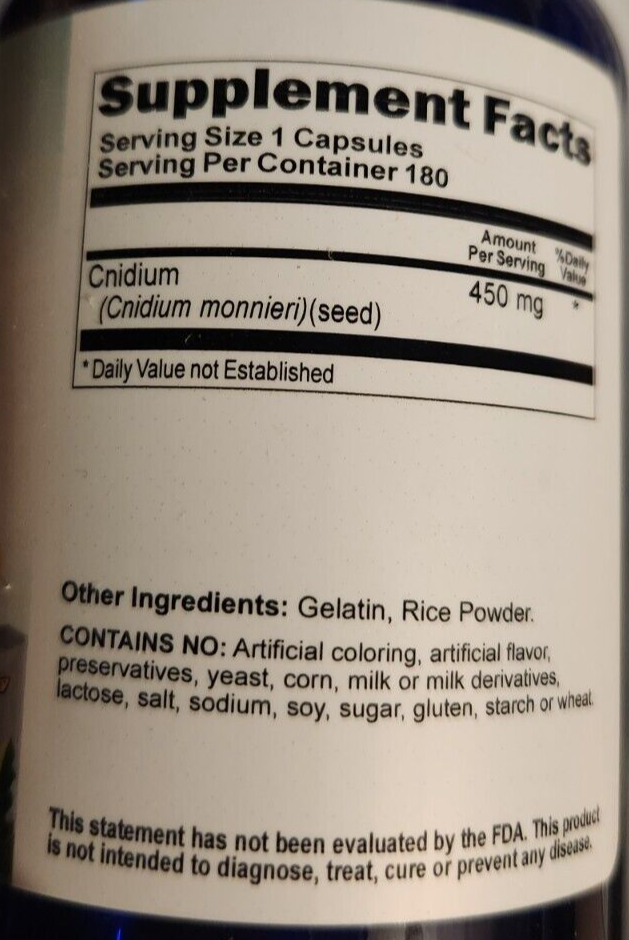 Supplement Facts
Serving Size 1 Capsules
Serving Per Container 180
Amount Per Serving
%Daily Value
Cnidium
(Cnidium monnieri)(seed)
450 mg *
*Daily Value not Established
Other Ingredients: Gelatin, Rice Powder.
CONTAINS NO: Artificial coloring, artificial flavor,
preservatives, yeast, corn, milk or milk derivatives,
lactose, salt, sodium, soy, sugar, gluten, starch or wheat.
This statement has not been evaluated by the FDA. This product
is not intended to diagnose, treat, cure or prevent any disease.